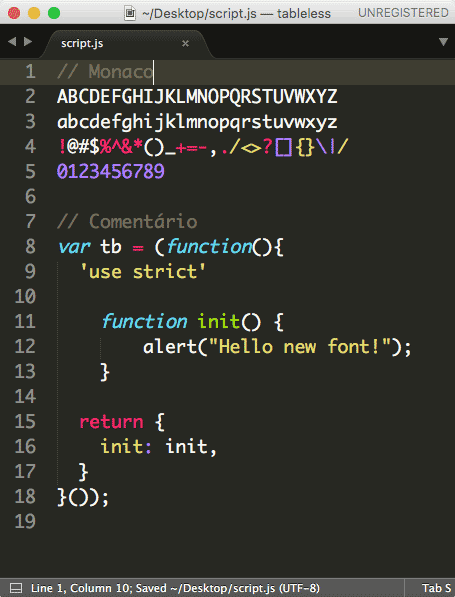 ~/Desktop/script.js — tableless UNREGISTERED
script.js ×
1 // Monaco
2 ABCDEFGHIJKLMNOPQRSTUVWXYZ
3 abcdefghijklmnopqrstuvwxyz
4 !@#$%^&*()_+=-,./<>?[]{}\|/
5 0123456789
6
7 // Comentário
8 var tb = (function(){
9 'use strict'
10
11 function init() {
12 alert("Hello new font!");
13 }
14
15 return {
16 init: init,
17 }
18 }());
19
Line 1, Column 10; Saved ~/Desktop/script.js (UTF-8) Tab S